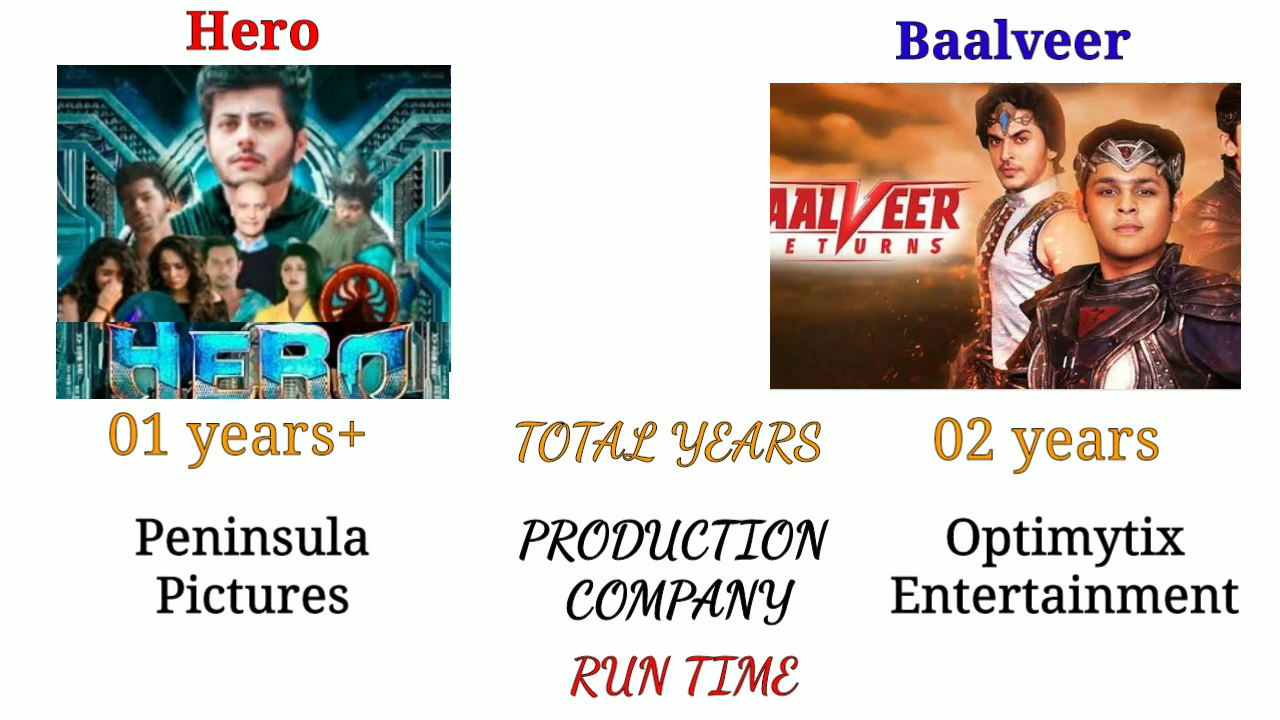 Hero
Baalveer
AALVEER
ETURNS
HERO
01 years+
TOTAL YEARS
02 years
Peninsula
Pictures
PRODUCTION
COMPANY
Optimytix
Entertainment
RUN TIME